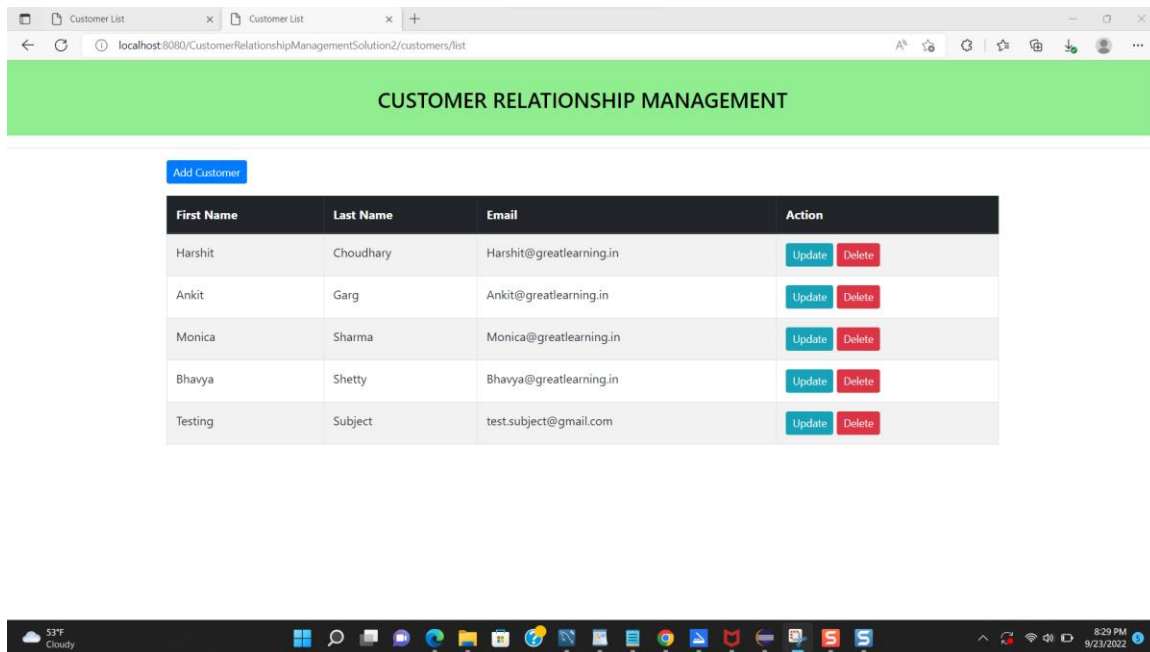 Customer List
Customer List
localhost:8080/CustomerRelationshipManagementSolution2/customers/list
CUSTOMER RELATIONSHIP MANAGEMENT
Add Customer
First Name Last Name Email Action
Harshit Choudhary Harshit@greatlearning.in Update Delete
Ankit Garg Ankit@greatlearning.in Update Delete
Monica Sharma Monica@greatlearning.in Update Delete
Bhavya Shetty Bhavya@greatlearning.in Update Delete
Testing Subject test.subject@gmail.com Update Delete
53°F
Cloudy
8:29 PM
9/23/2022